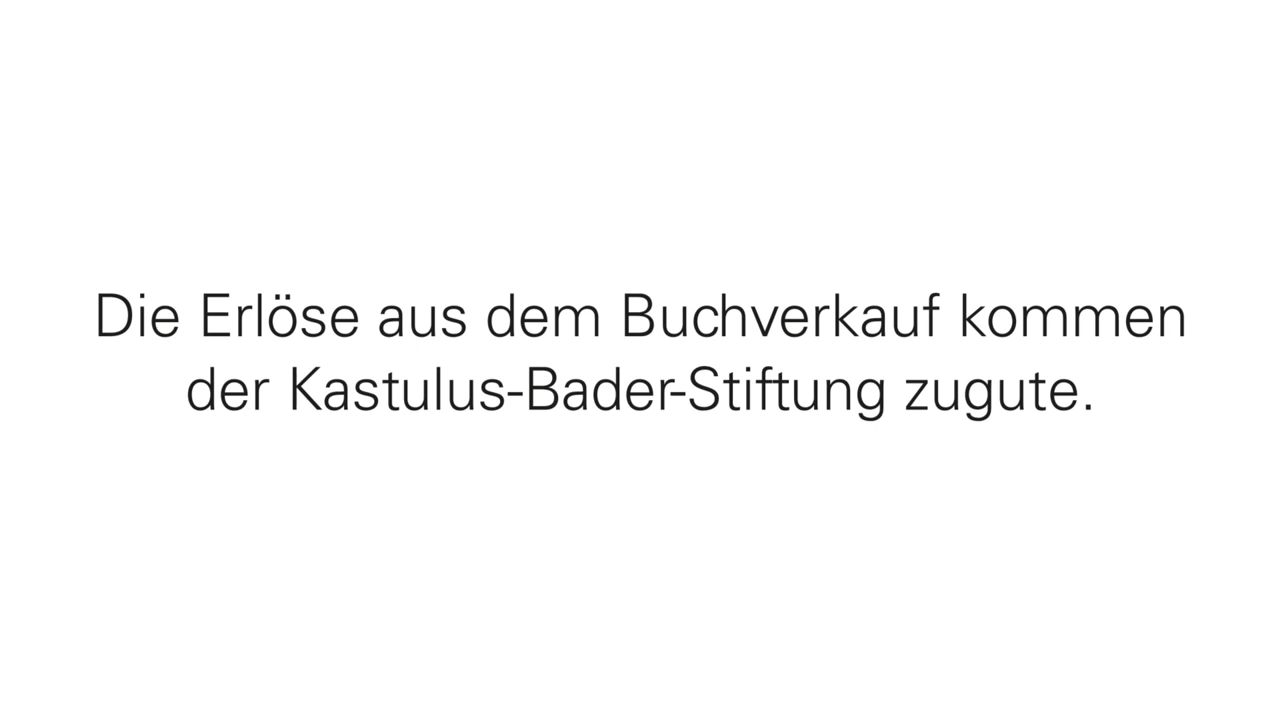 Die Erlöse aus dem Buchverkauf kommen
der Kastulus-Bader-Stiftung zugute.